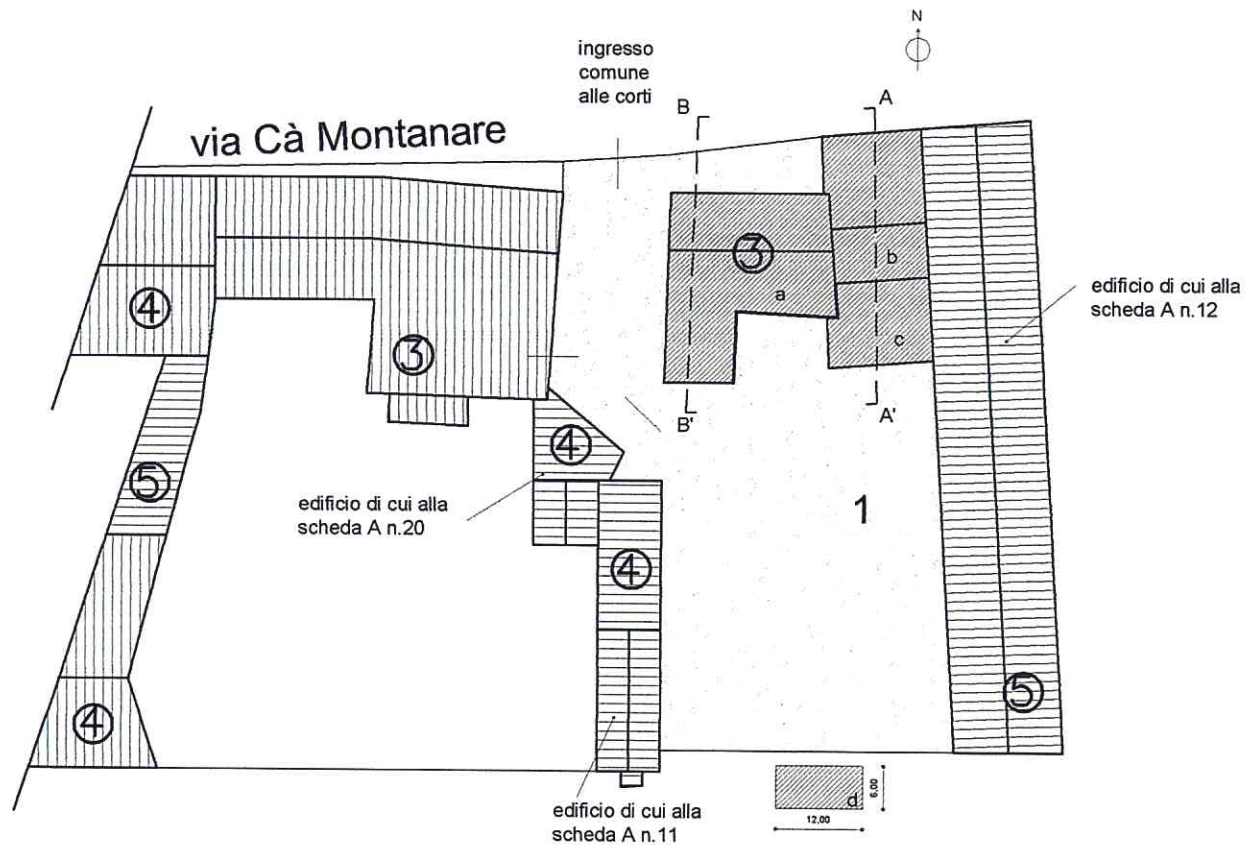 N
ingresso
comune
alle corti
B
A
via Cà Montanare
3
b
a
4
c
3
edificio di cui alla
scheda A n.12
B'
A'
4
5
edificio di cui alla
scheda A n.20
1
4
5
4
d
6,00
12,00
edificio di cui alla
scheda A n.11